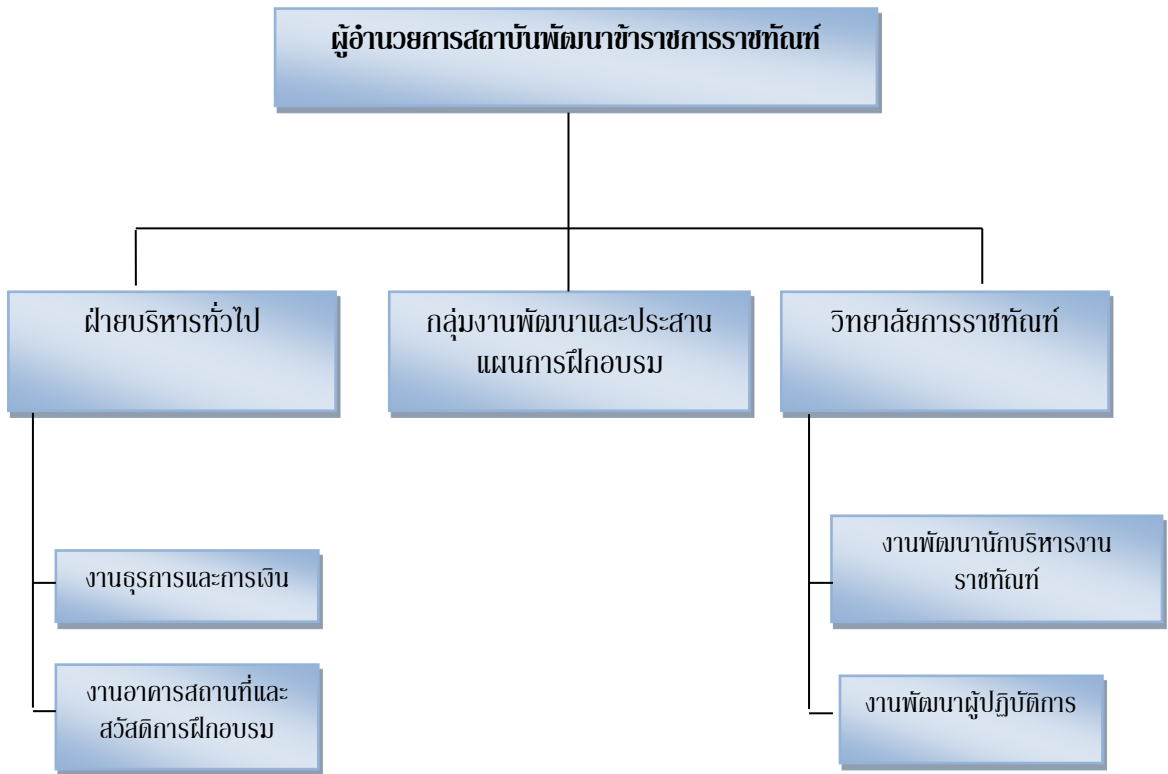 ผู้อำนวยการสถาบันพัฒนาข้าราชการราชทัณฑ์
ฝ่ายบริหารทั่วไป
กลุ่มงานพัฒนาและประสาน
แผนการฝึกอบรม
วิทยาลัยการราชทัณฑ์
งานธุรการและการเงิน
งานอาคารสถานที่และ
สวัสดิการฝึกอบรม
งานพัฒนานักบริหารงาน
ราชทัณฑ์
งานพัฒนาผู้ปฏิบัติการ